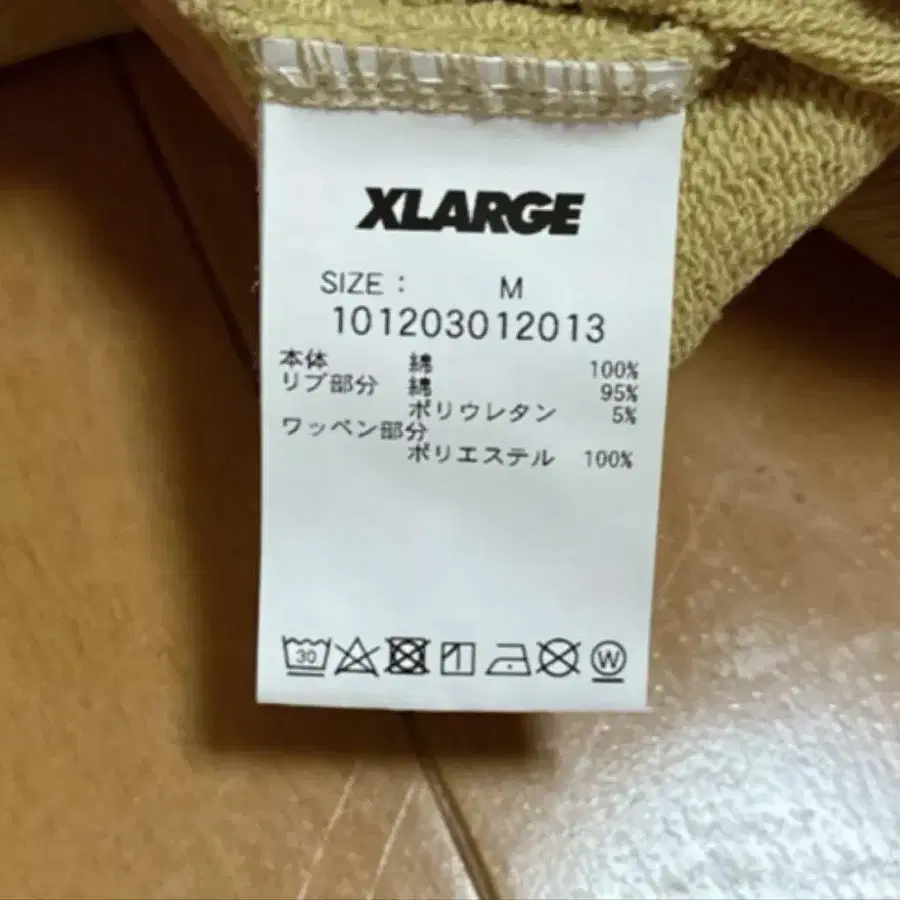 XLARGE
SIZE : M
101203012013
本体 綿 100%
リブ部分 綿 95%
ポリウレタン 5%
ワッペン部分
ポリエステル 100%
30 W